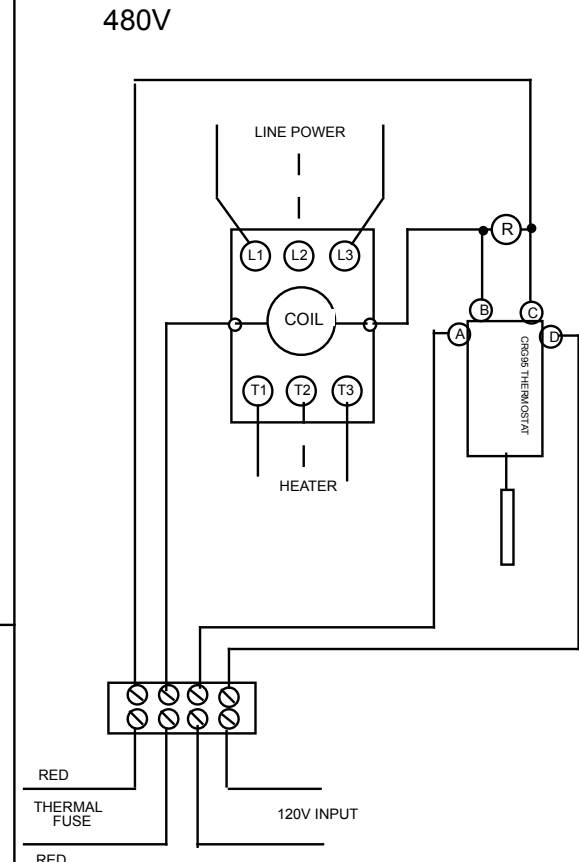 480V
LINE POWER
R
L1 L2 L3
B
C
COIL
A
D
CRG95 THERMOSTAT
T1 T2 T3
HEATER
RED
THERMAL
FUSE
120V INPUT
RED